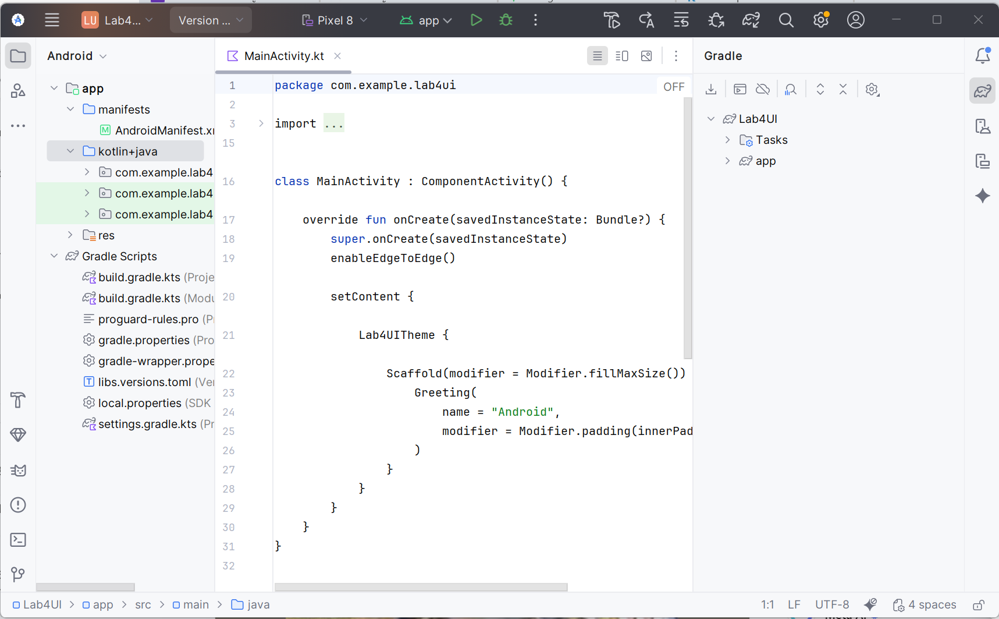 LU Lab4... Version ... Pixel 8 app
Android
MainActivity.kt
Gradle
app
manifests
AndroidManifest.x
kotlin+java
com.example.lab4
com.example.lab4
com.example.lab4
res
Gradle Scripts
build.gradle.kts (Proje
build.gradle.kts (Modu
proguard-rules.pro (P
gradle.properties (Pro
gradle-wrapper.prope
libs.versions.toml (Ver
local.properties (SDK
settings.gradle.kts (Pr
1 package com.example.lab4ui
OFF
2
3 import ...
15
16 class MainActivity : ComponentActivity() {
17 override fun onCreate(savedInstanceState: Bundle?) {
18 super.onCreate(savedInstanceState)
19 enableEdgeToEdge()
20 setContent {
21 Lab4UITheme {
22 Scaffold(modifier = Modifier.fillMaxSize())
23 Greeting(
24 name = "Android",
25 modifier = Modifier.padding(innerPad
26 )
27 }
28 }
29 }
30 }
31 }
32
Lab4UI
Tasks
app
Lab4UI > app > src > main > java
1:1 LF UTF-8 4 spaces